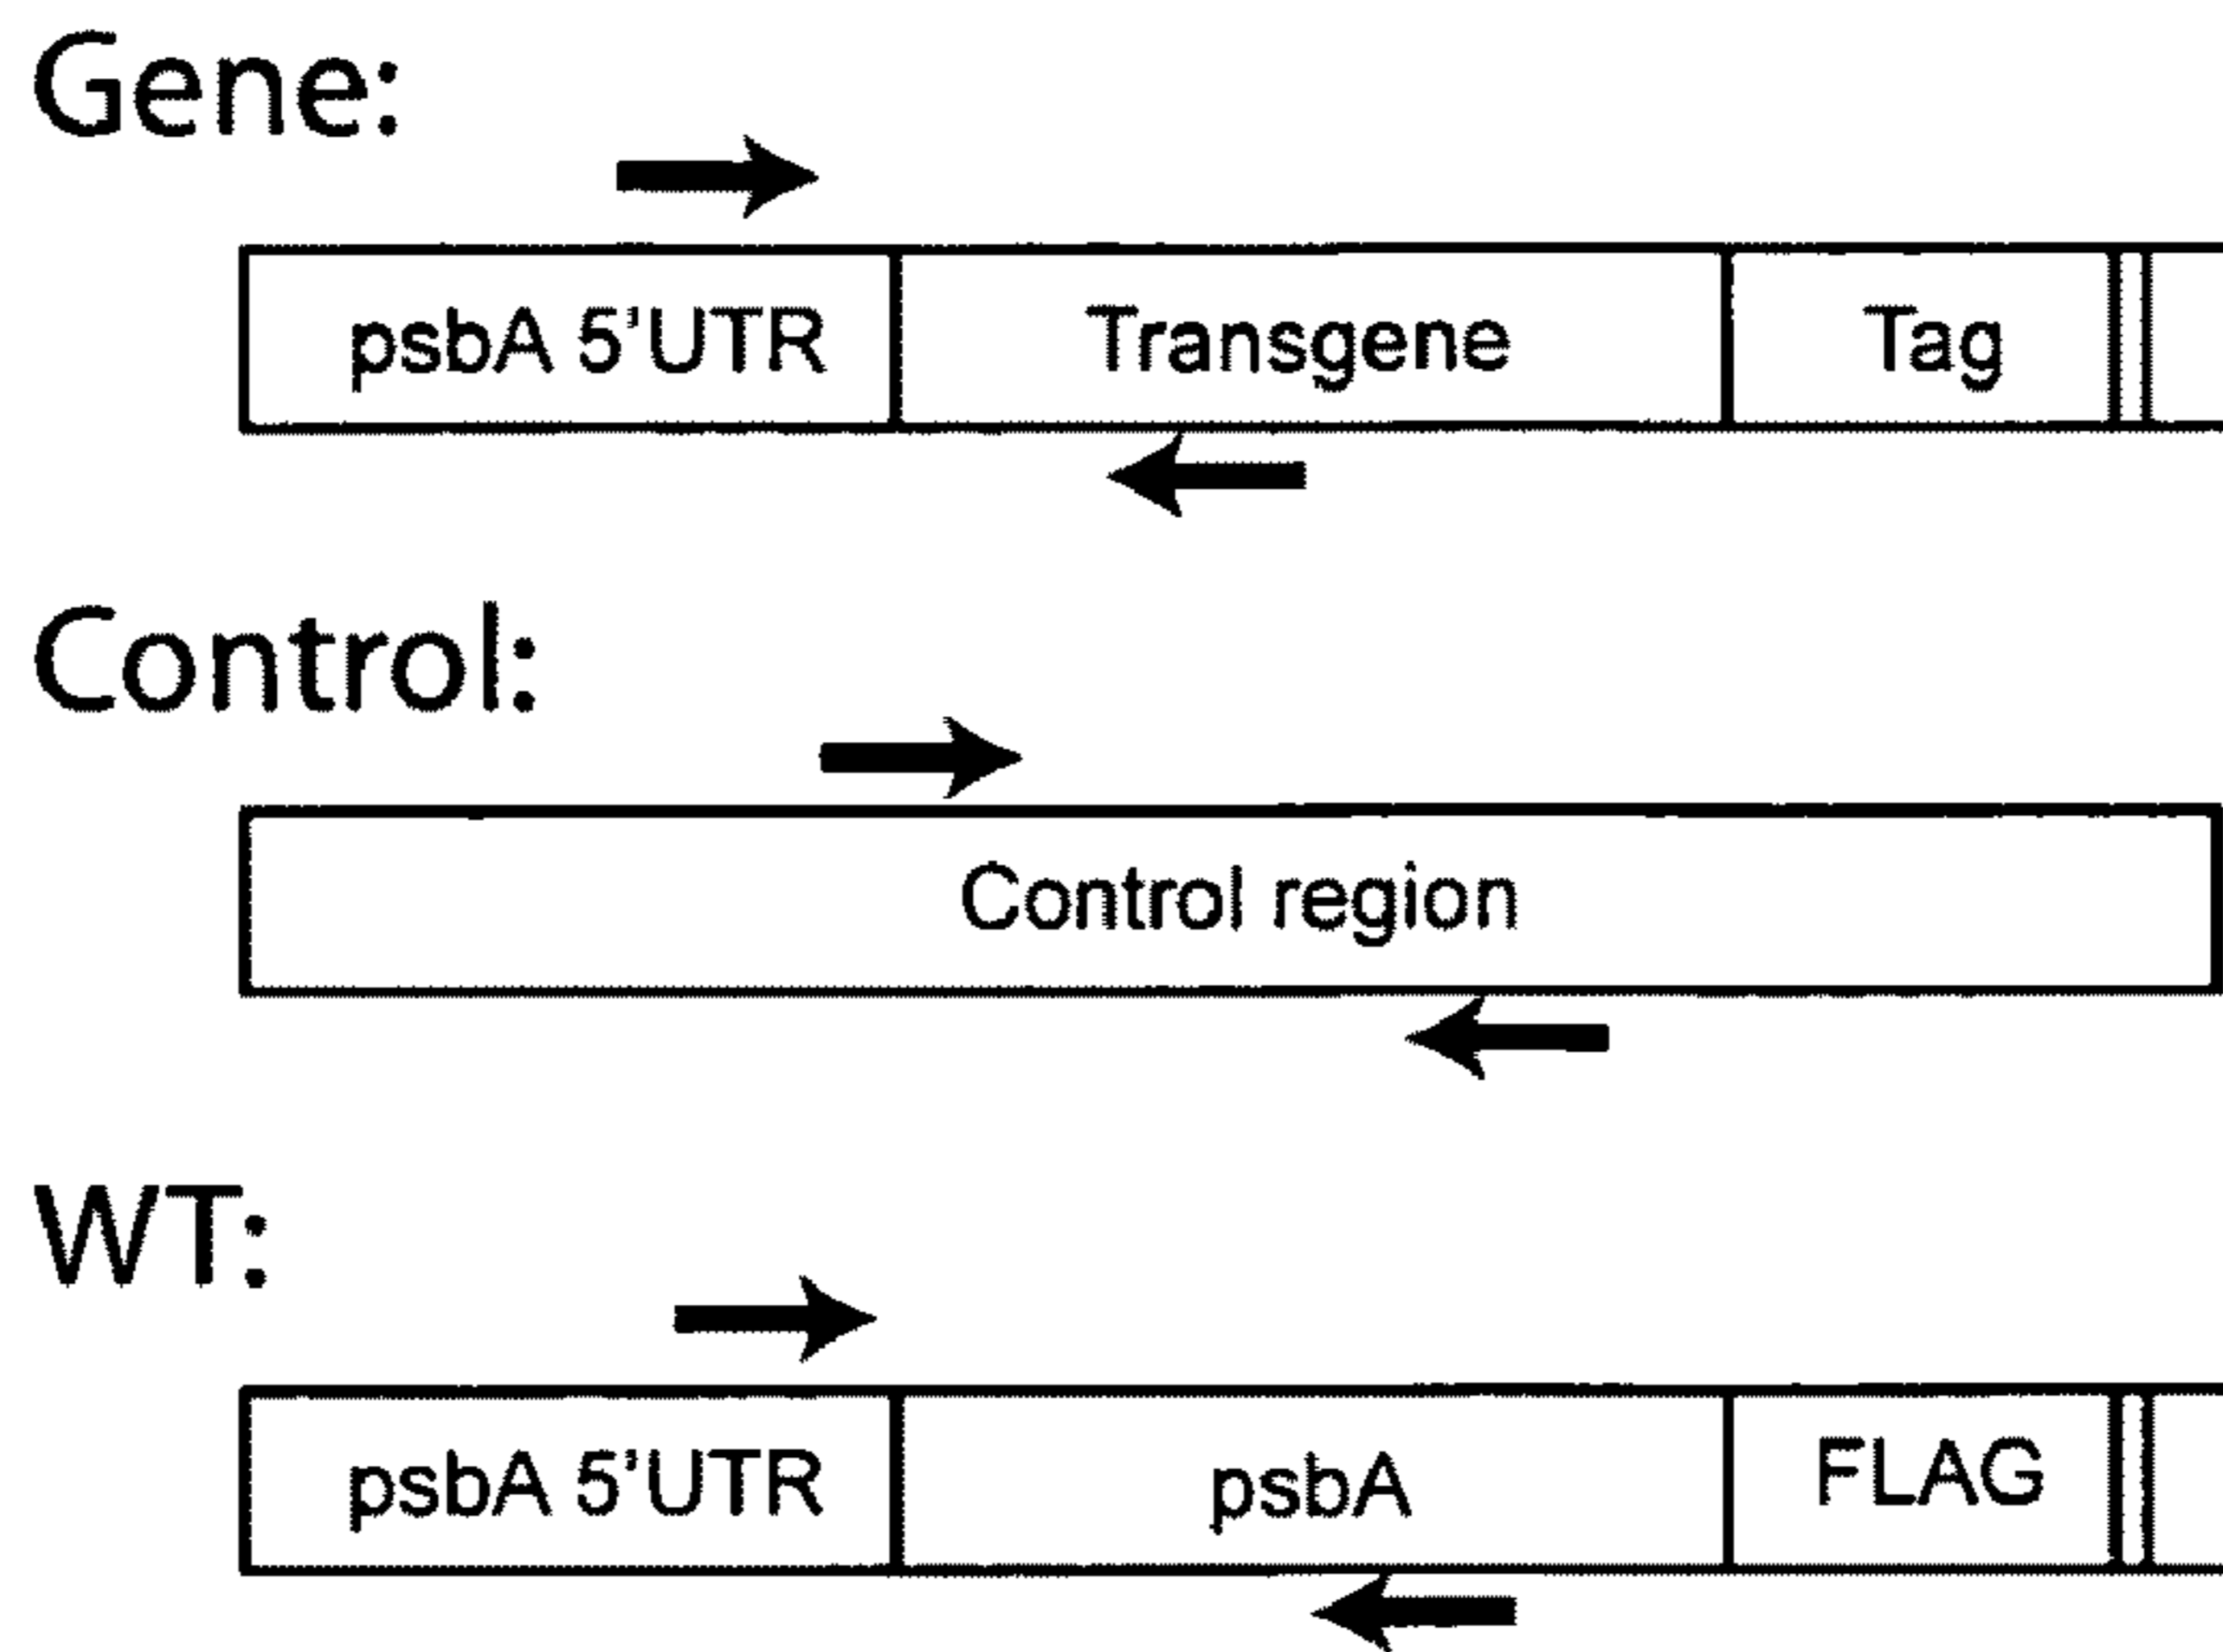 Gene:
psbA 5'UTR Transgene Tag
Control:
Control region
WT:
psbA 5'UTR psbA FLAG